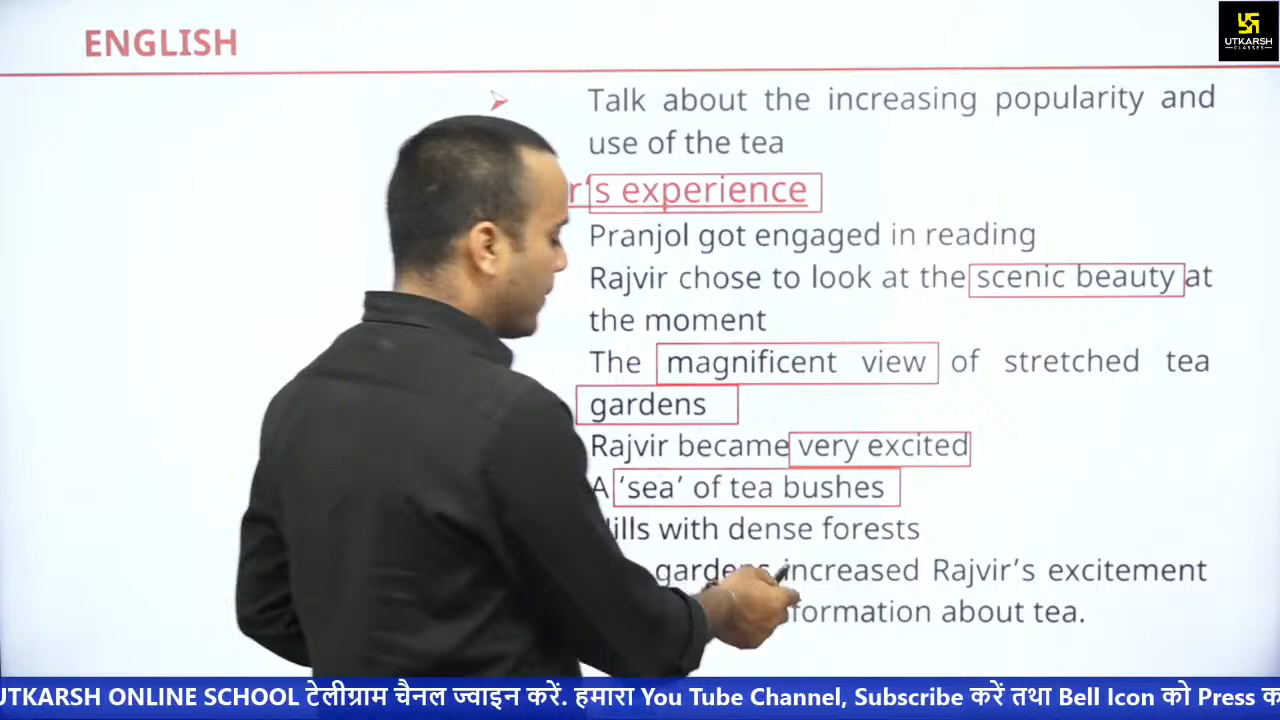 ENGLISH
UTKARSH
CLASSES
Talk about the increasing popularity and
use of the tea
r's experience
Pranjol got engaged in reading
Rajvir chose to look at the scenic beauty at
the moment
The magnificent view of stretched tea
gardens
Rajvir became very excited
A 'sea' of tea bushes
Hills with dense forests
gardens increased Rajvir's excitement
formation about tea.
UTKARSH ONLINE SCHOOL टेलीग्राम चैनल ज्वाइन करें. हमारा You Tube Channel, Subscribe करें तथा Bell Icon को Press क